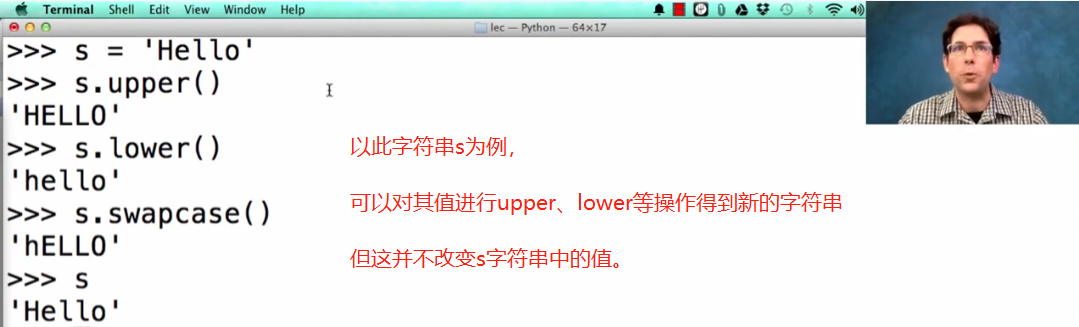 Terminal Shell Edit View Window Help
lec — Python — 64×17
>>> s = 'Hello'
>>> s.upper()
'HELLO'
>>> s.lower()
'hello'
>>> s.swapcase()
'hELLO'
>>> s
'Hello'
以此字符串s为例，
可以对其值进行upper、lower等操作得到新的字符串
但这并不改变s字符串中的值。